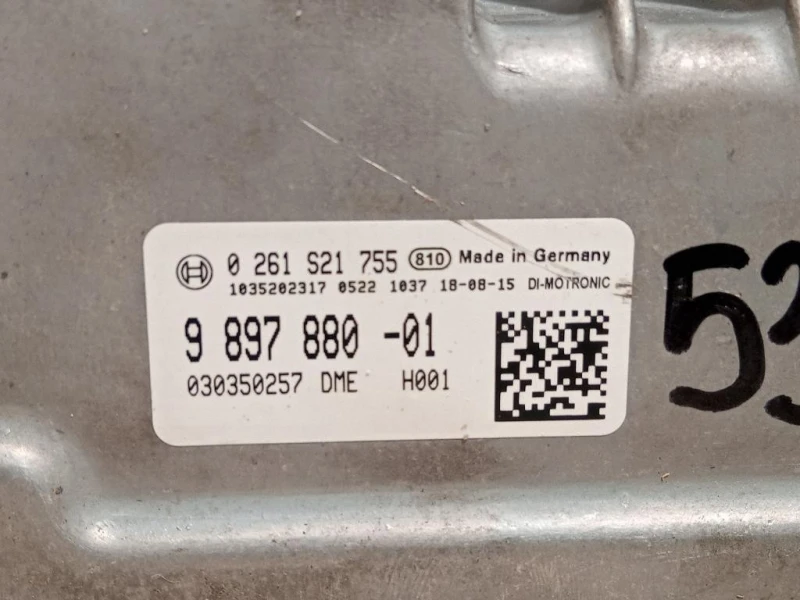 0 261 S21 755 810 Made in Germany
1035202317 0522 1037 18-08-15 DI-MOTRONIC
9 897 880 -01
030350257 DME H001
53